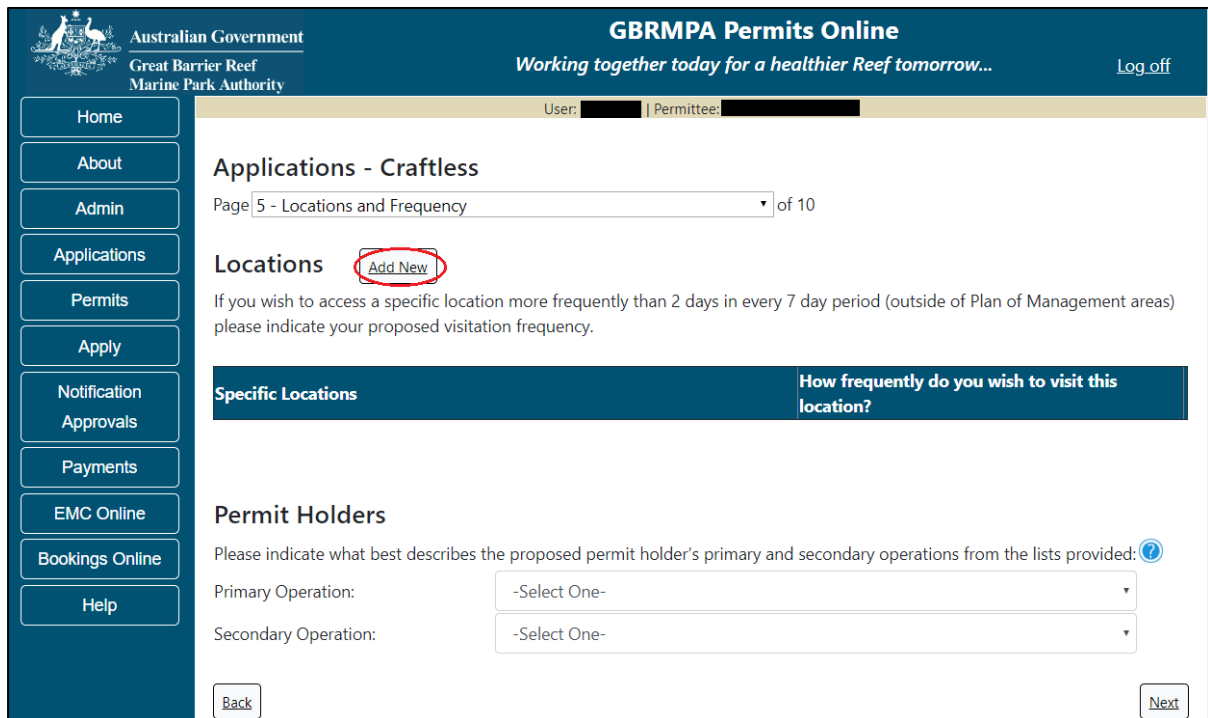 Australian Government
Great Barrier Reef
Marine Park Authority
GBRMPA Permits Online
Working together today for a healthier Reef tomorrow...
Log off
User: | Permittee:
Home
About
Admin
Applications
Permits
Apply
Notification
Approvals
Payments
EMC Online
Bookings Online
Help
Applications - Craftless
Page 5 - Locations and Frequency of 10
Locations Add New
If you wish to access a specific location more frequently than 2 days in every 7 day period (outside of Plan of Management areas)
please indicate your proposed visitation frequency.
Specific Locations
How frequently do you wish to visit this
location?
Permit Holders
Please indicate what best describes the proposed permit holder's primary and secondary operations from the lists provided: ?
Primary Operation: -Select One-
Secondary Operation: -Select One-
Back
Next